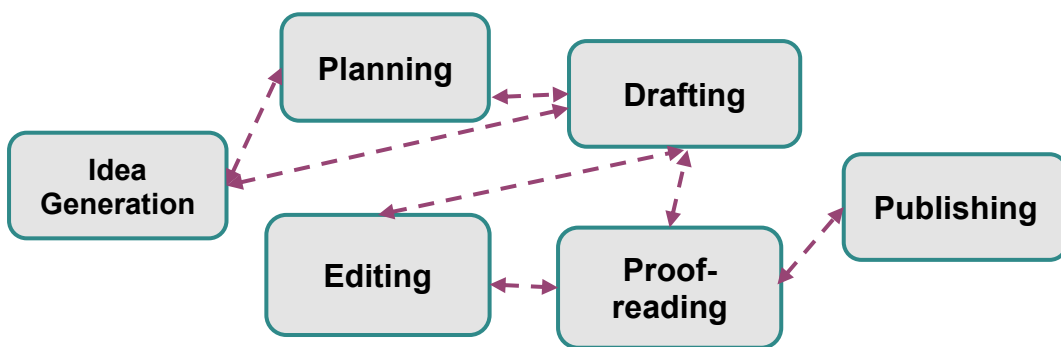 Planning
Drafting
Idea
Generation
Publishing
Editing
Proof-
reading